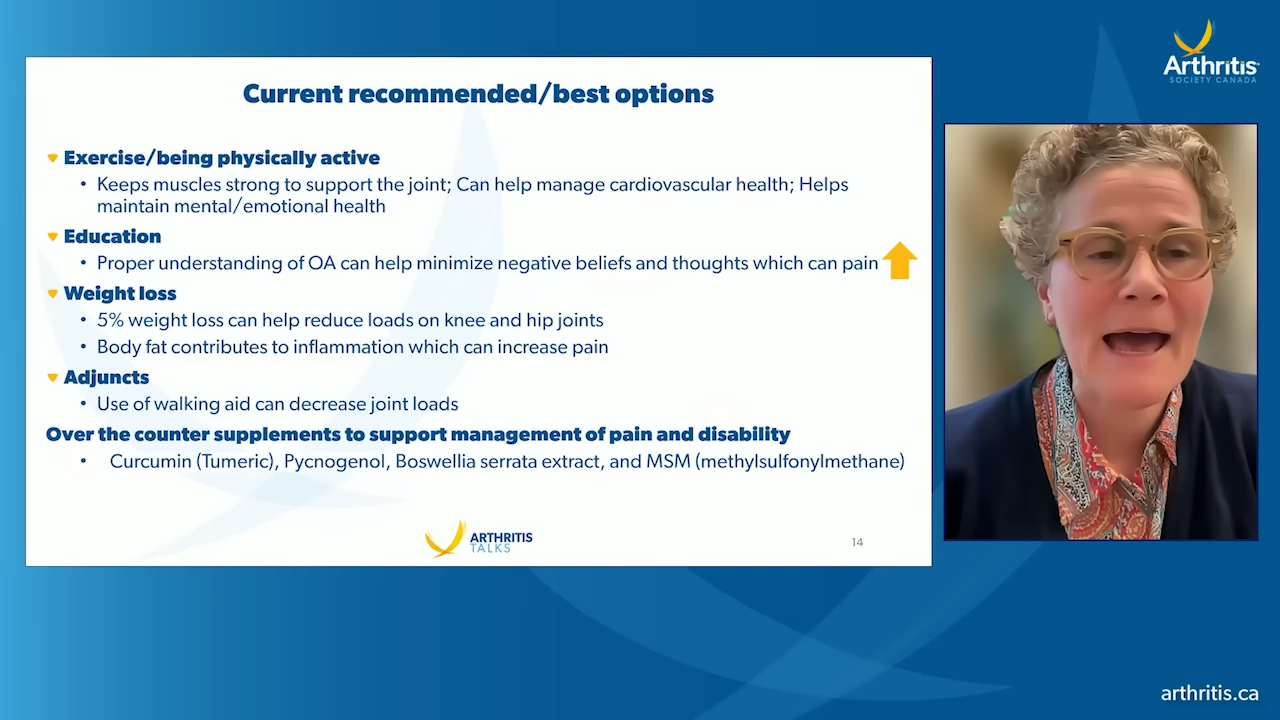 Current recommended/best options
Exercise/being physically active
• Keeps muscles strong to support the joint; Can help manage cardiovascular health; Helps
maintain mental/emotional health
Education
• Proper understanding of OA can help minimize negative beliefs and thoughts which can pain
Weight loss
• 5% weight loss can help reduce loads on knee and hip joints
• Body fat contributes to inflammation which can increase pain
Adjuncts
• Use of walking aid can decrease joint loads
Over the counter supplements to support management of pain and disability
• Curcumin (Tumeric), Pycnogenol, Boswellia serrata extract, and MSM (methylsulfonylmethane)
ARTHRITIS
TALKS
14
Arthritis
SOCIETY CANADA
arthritis.ca